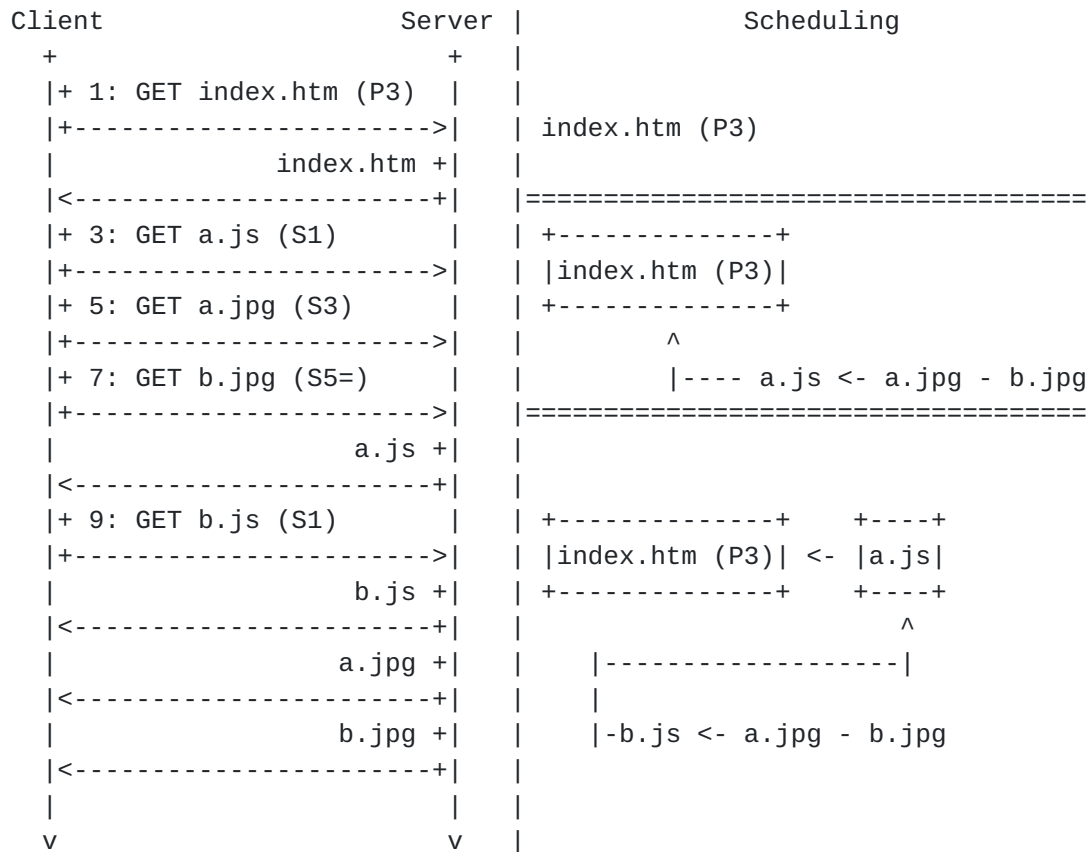 Client                   Server |              Scheduling
  +                         +   |
  |+ 1: GET index.htm (P3)  |   |
  |+----------------------->|   | index.htm (P3)
  |              index.htm +|   |
  |<-----------------------+|   |====================================
  |+ 3: GET a.js (S1)       |   | +--------------+
  |+----------------------->|   | |index.htm (P3)|
  |+ 5: GET a.jpg (S3)      |   | +--------------+
  |+----------------------->|   |         ^
  |+ 7: GET b.jpg (S5=)     |   |         |---- a.js <- a.jpg - b.jpg
  |+----------------------->|   |====================================
  |                   a.js +|   |
  |<-----------------------+|   |
  |+ 9: GET b.js (S1)       |   | +--------------+    +----+
  |+----------------------->|   | |index.htm (P3)| <- |a.js|
  |                   b.js +|   | +--------------+    +----+
  |<-----------------------+|   |                        ^
  |                  a.jpg +|   |    |-------------------|
  |<-----------------------+|   |    |
  |                  b.jpg +|   |    |-b.js <- a.jpg - b.jpg
  |<-----------------------+|   |
  |                         |   |
  v                         v   |